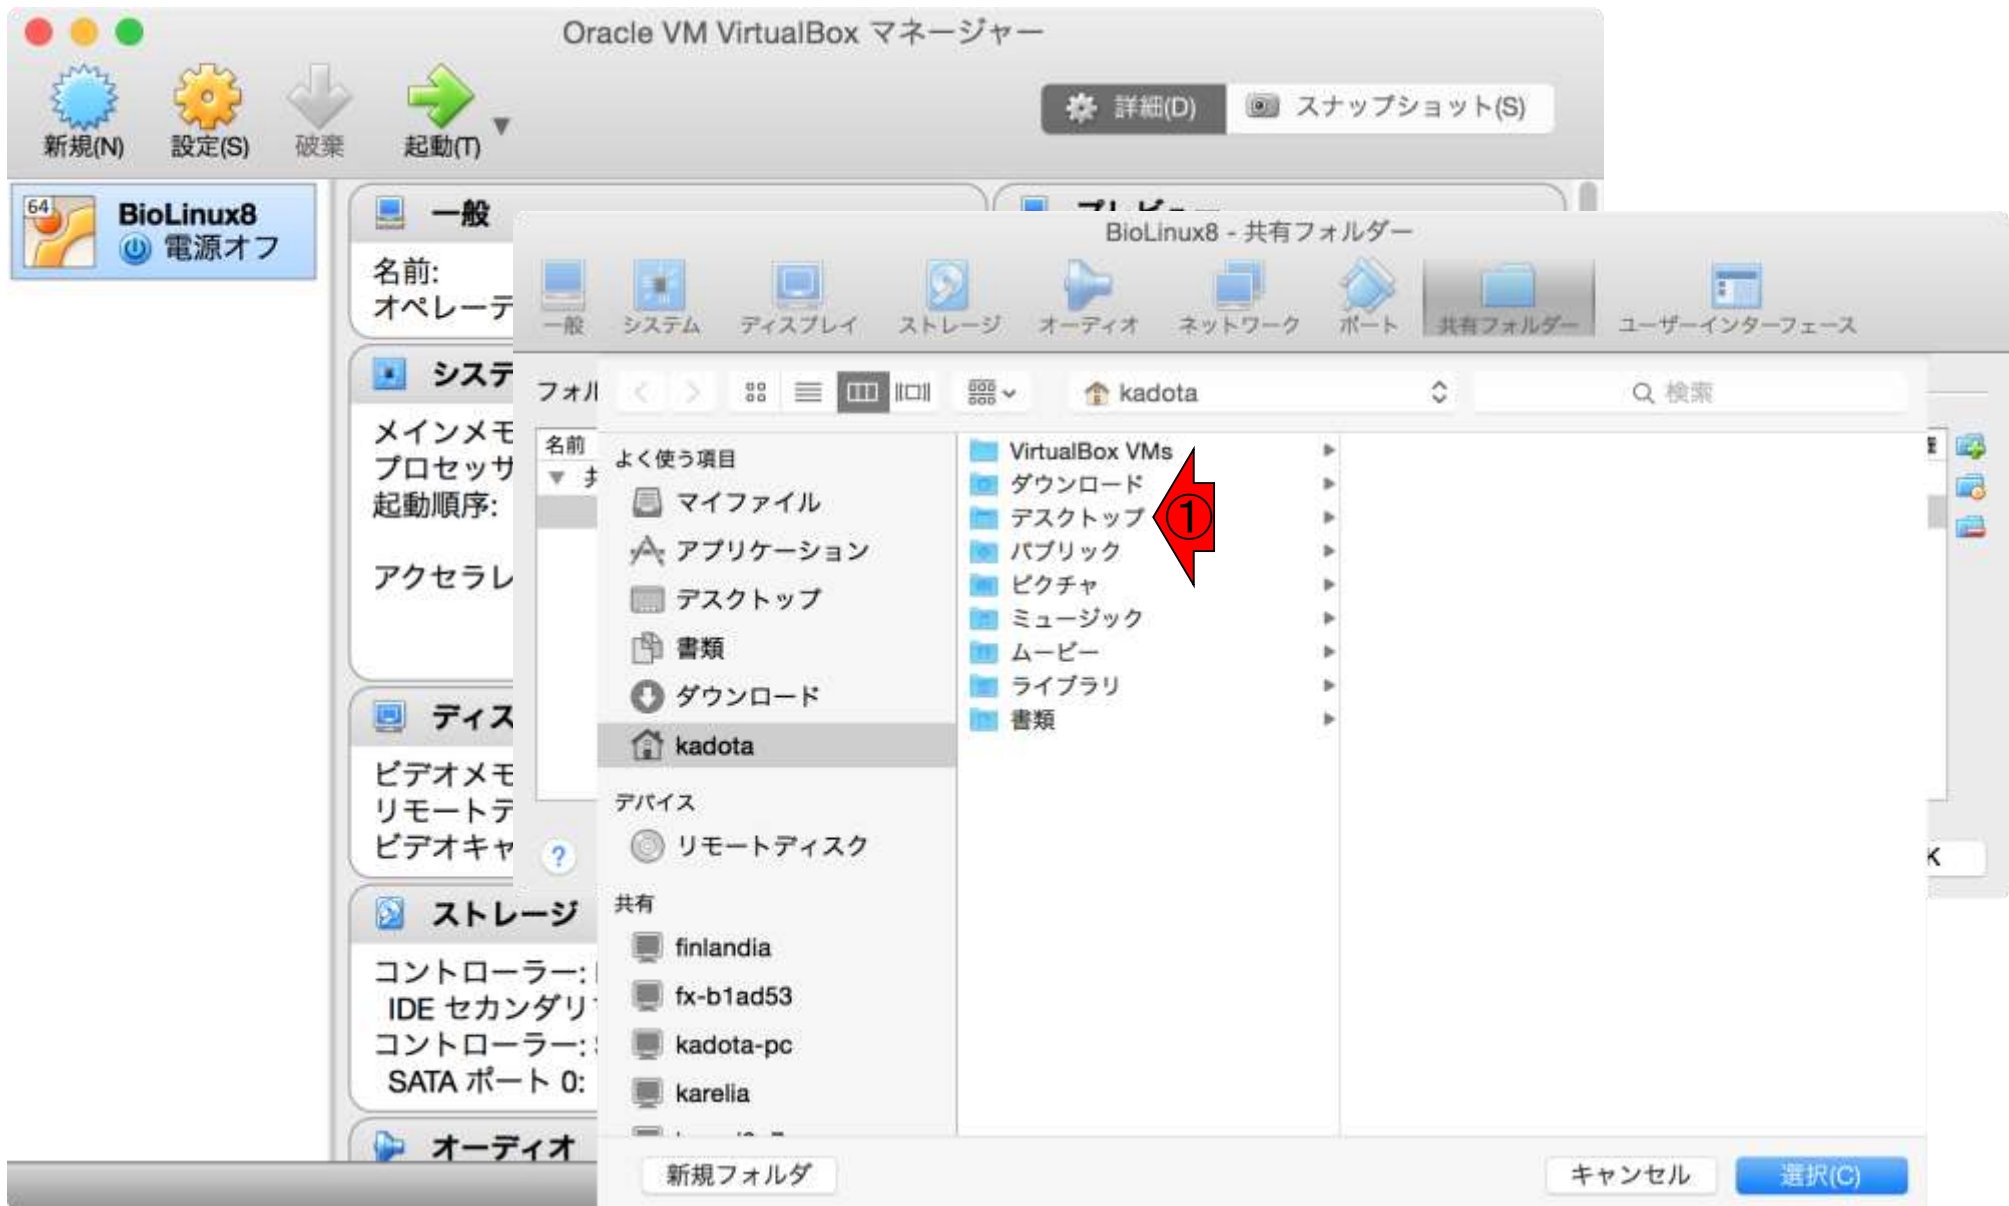 Oracle VM VirtualBox マネージャー
新規(N)
設定(S)
破棄
起動(T)
詳細(D)
スナップショット(S)
64
BioLinux8
電源オフ
一般
プレビュー
名前:
オペレーテ
システ
メインメモ
プロセッサ
起動順序:
アクセラレ
ディス
ビデオメモ
リモートデ
ビデオキャ
ストレージ
コントローラー:
IDE セカンダリ
コントローラー:
SATA ポート 0:
オーディオ
BioLinux8 - 共有フォルダー
一般
システム
ディスプレイ
ストレージ
オーディオ
ネットワーク
ポート
共有フォルダー
ユーザーインターフェース
フォル
名前
?
K
kadota
検索
よく使う項目
マイファイル
アプリケーション
デスクトップ
書類
ダウンロード
kadota
デバイス
リモートディスク
共有
finlandia
fx-b1ad53
kadota-pc
karelia
VirtualBox VMs
ダウンロード
デスクトップ
①
パブリック
ピクチャ
ミュージック
ムービー
ライブラリ
書類
新規フォルダ
キャンセル
選択(C)